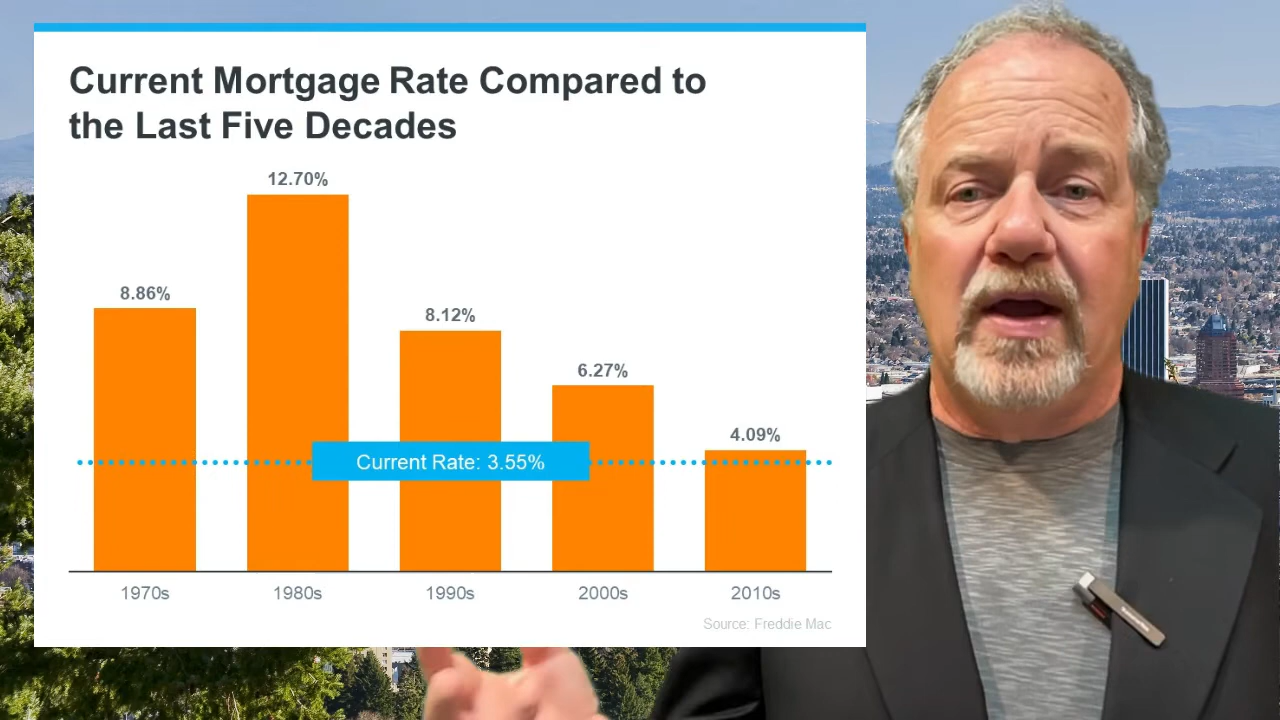 Current Mortgage Rate Compared to
the Last Five Decades
12.70%
8.86%
8.12%
6.27%
4.09%
Current Rate: 3.55%
1970s 1980s 1990s 2000s 2010s
Source: Freddie Mac